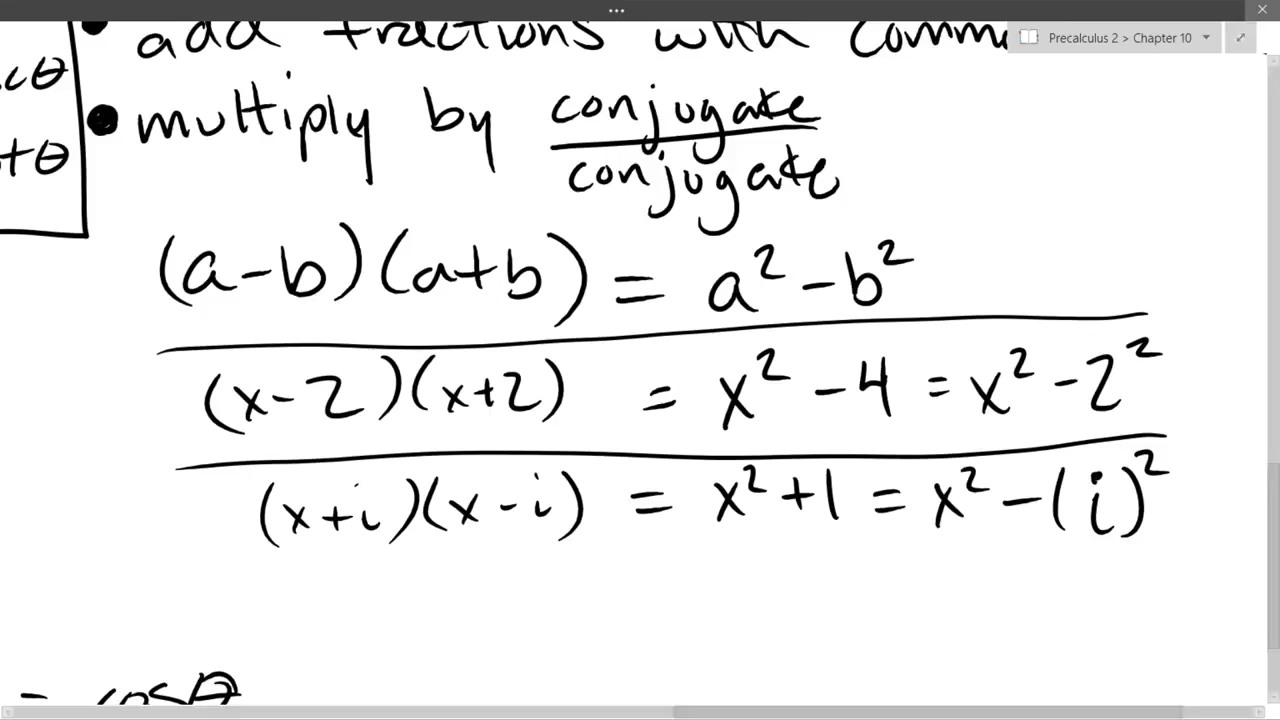 Precalculus 2 > Chapter 10
• add fractions with
θ
θ
• multiply by conjugate
conjugate
(a-b)(a+b) = a² - b²
(x-2)(x+2) = x² - 4 = x² - 2²
(x+i)(x-i) = x² + 1 = x² - (i)²
= cosθ